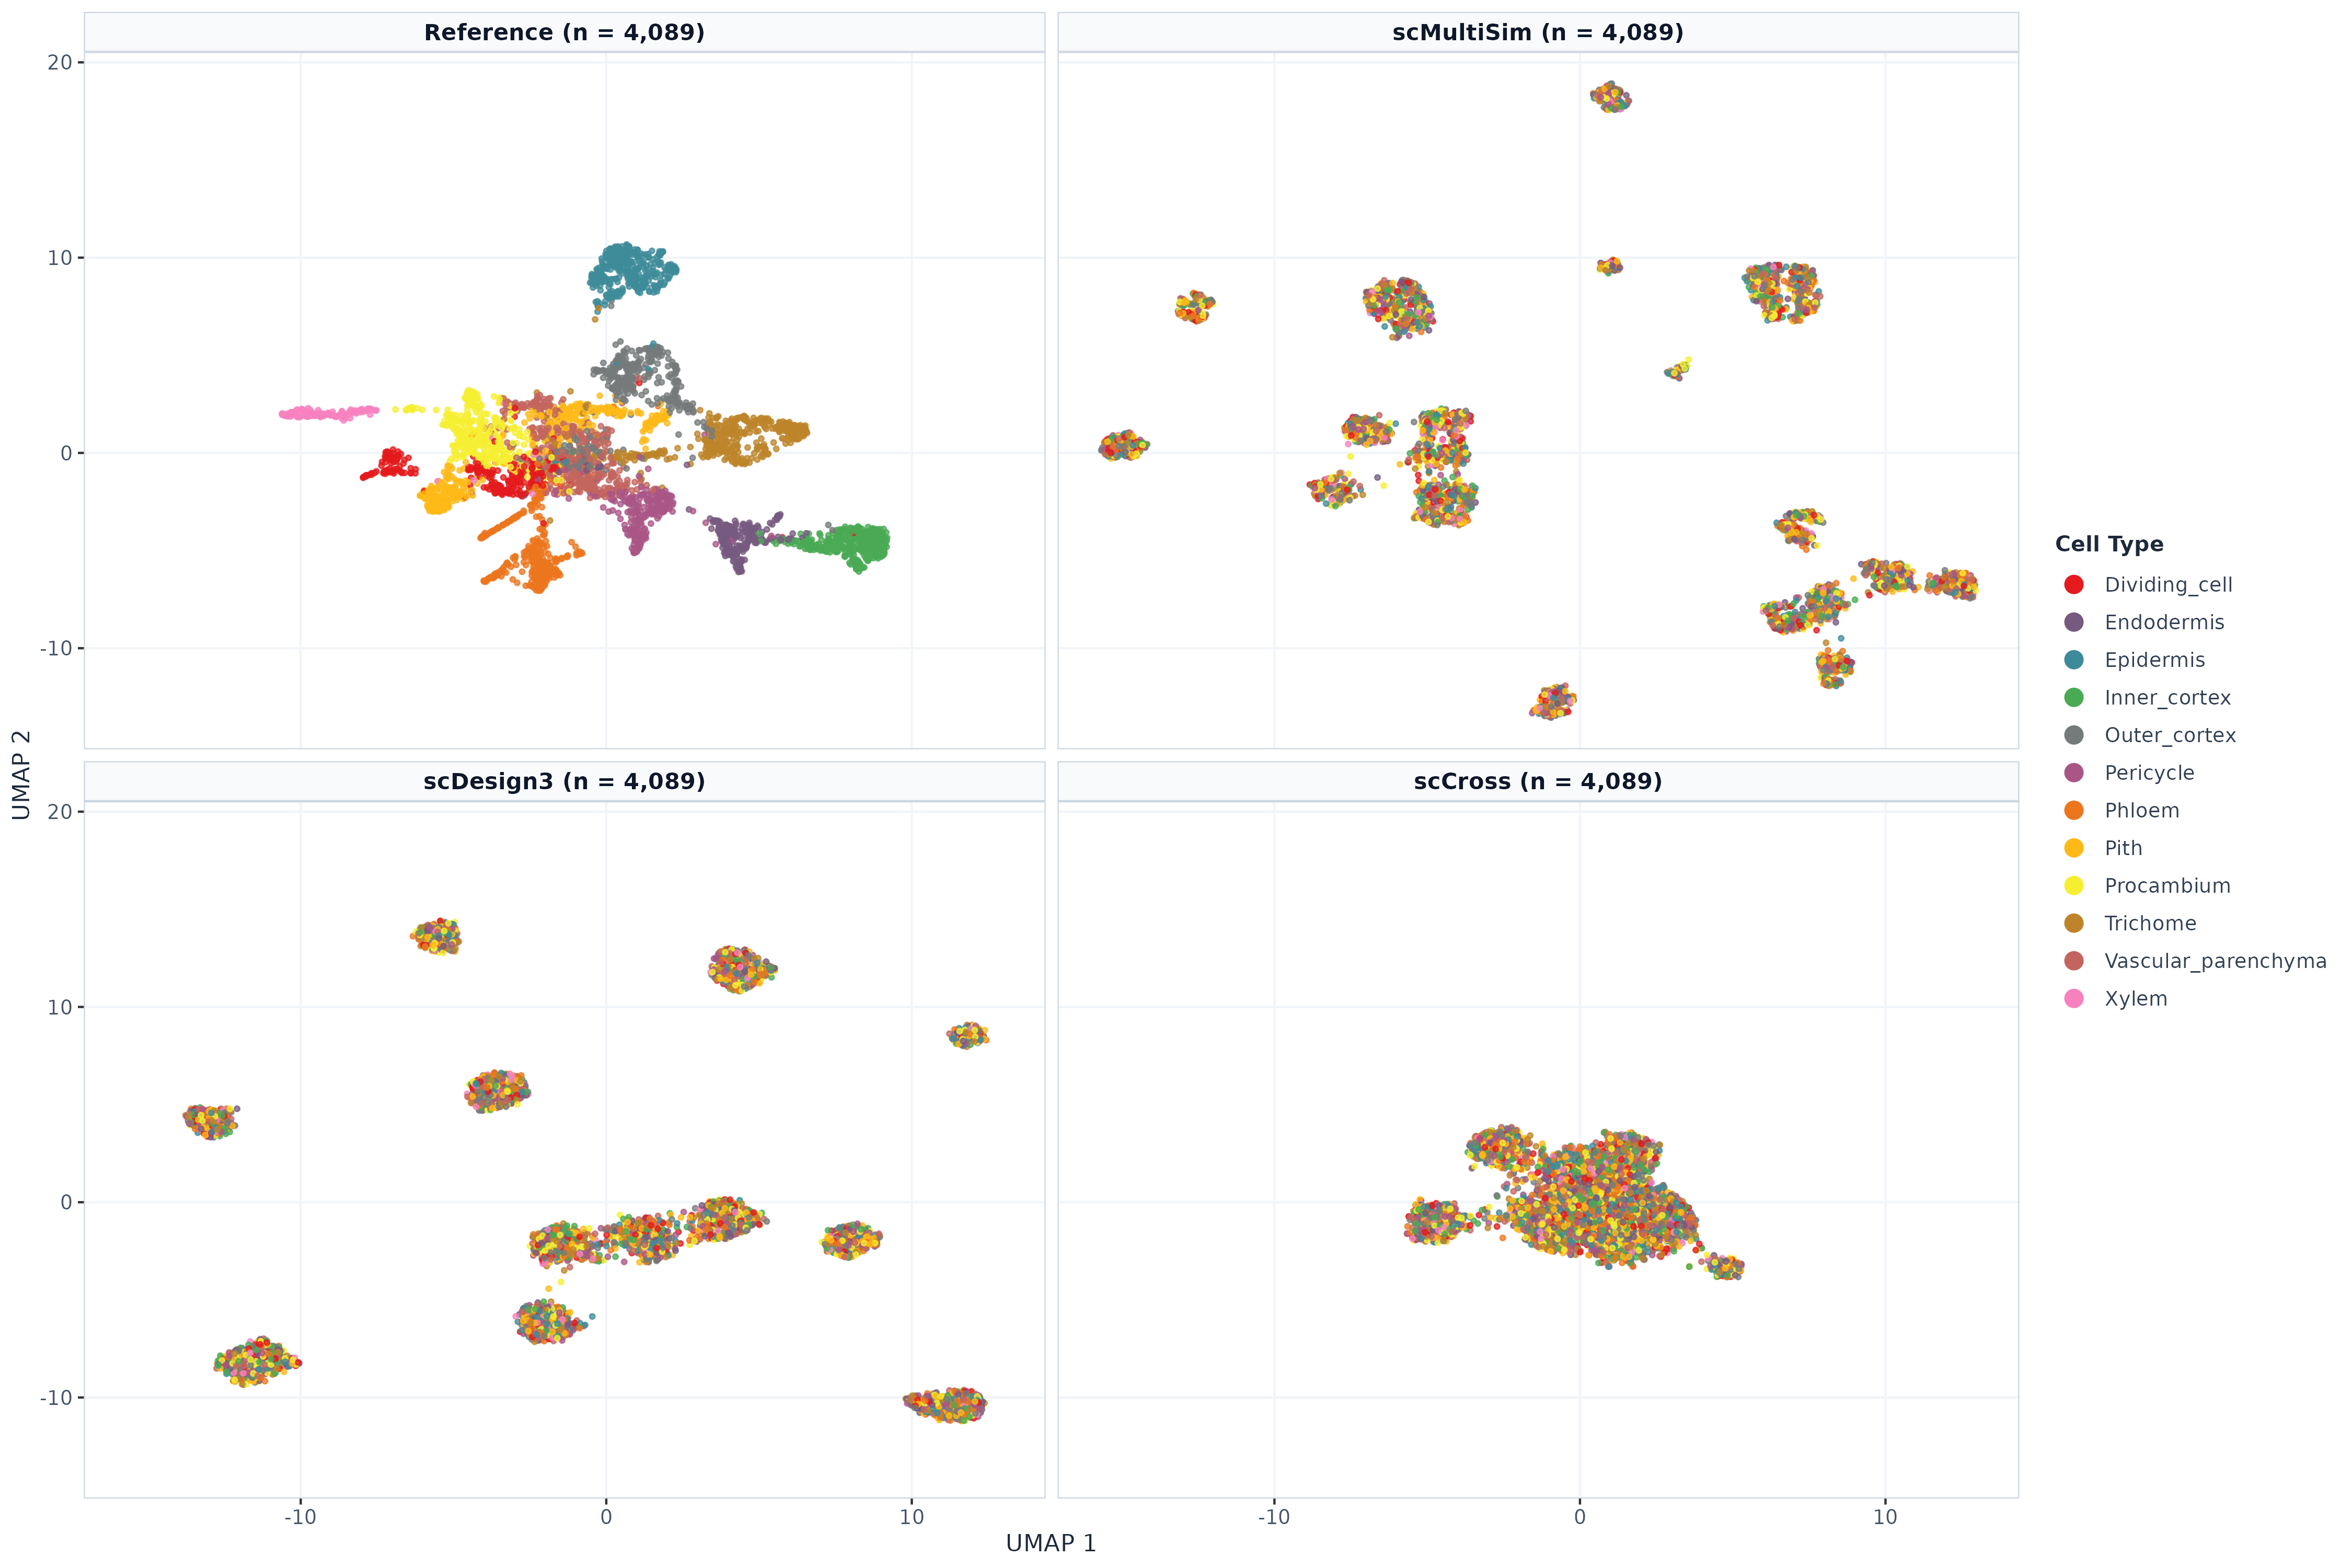 Reference (n = 4,089)
scMultiSim (n = 4,089)
20
10
0
-10
scDesign3 (n = 4,089)
scCross (n = 4,089)
20
10
0
-10
-10
0
10
-10
0
10
UMAP 1
UMAP 2
Cell Type
Dividing_cell
Endodermis
Epidermis
Inner_cortex
Outer_cortex
Pericycle
Phloem
Pith
Procambium
Trichome
Vascular_parenchyma
Xylem